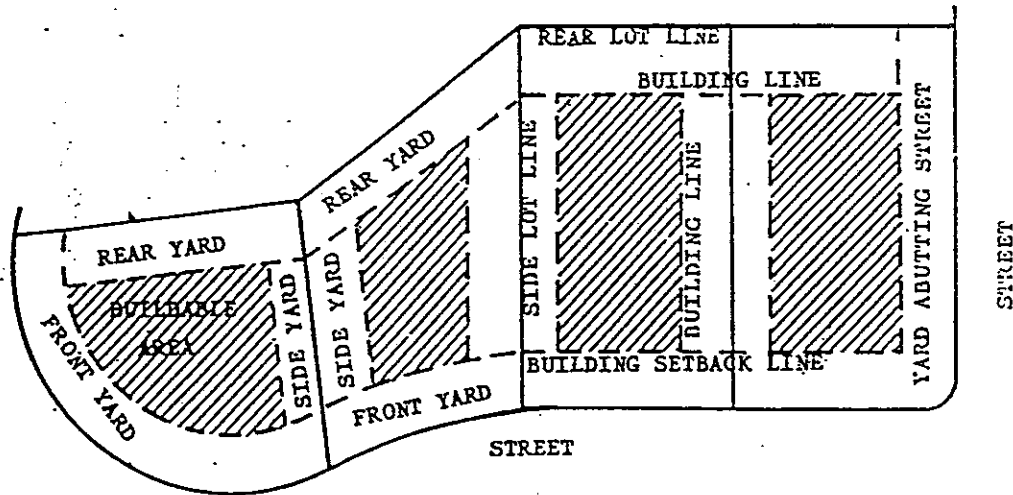 REAR LOT LINE
BUILDING LINE
REAR YARD
REAR YARD
BUILDABLE
AREA
FRONT YARD
SIDE YARD
SIDE YARD
FRONT YARD
SIDE LOT LINE
BUILDING LINE
YARD ABUTTING STREET
STREET
BUILDING SETBACK LINE
STREET